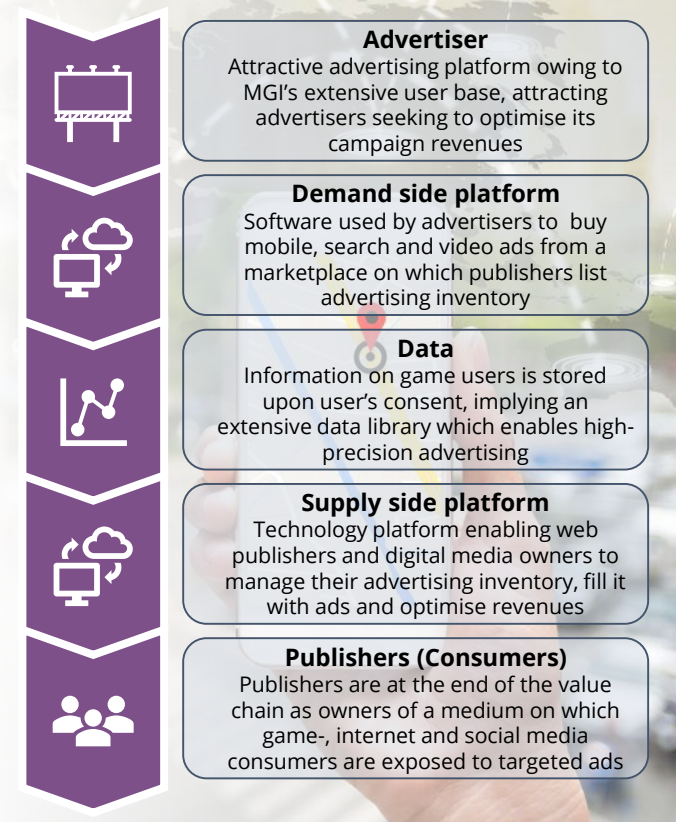 Advertiser
Attractive advertising platform owing to
MGI's extensive user base, attracting
advertisers seeking to optimise its
campaign revenues
Demand side platform
Software used by advertisers to  buy
mobile, search and video ads from a
marketplace on which publishers list
advertising inventory
Data
Information on game users is stored
upon user's consent, implying an
extensive data library which enables high-
precision advertising
Supply side platform
Technology platform enabling web
publishers and digital media owners to
manage their advertising inventory, fill it
with ads and optimise revenues
Publishers (Consumers)
Publishers are at the end of the value
chain as owners of a medium on which
game-, internet and social media
consumers are exposed to targeted ads